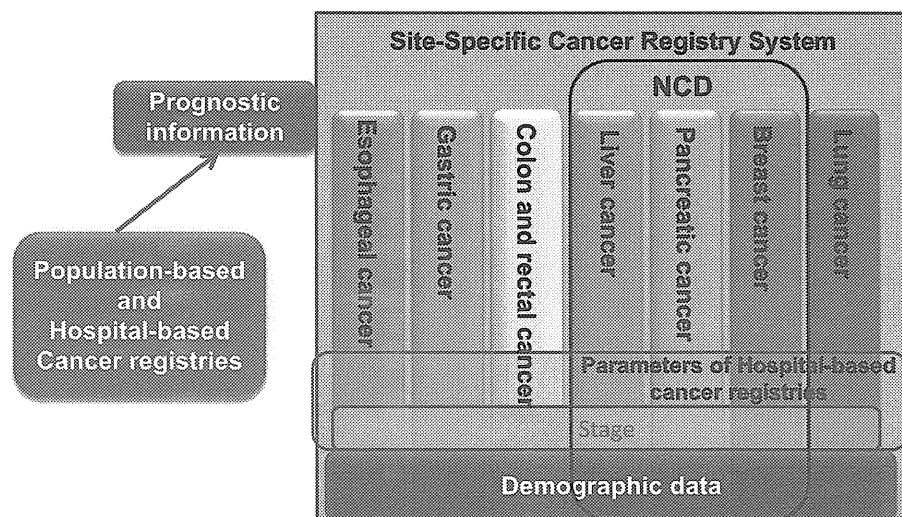 Site-Specific Cancer Registry System
NCD
Prognostic
information
Esophageal cancer
Gastric cancer
Colon and rectal cancer
Liver cancer
Pancreatic cancer
Breast cancer
Lung cancer
Population-based
and
Hospital-based
Cancer registries
Parameters of Hospital-based
cancer registries
Stage
Demographic data